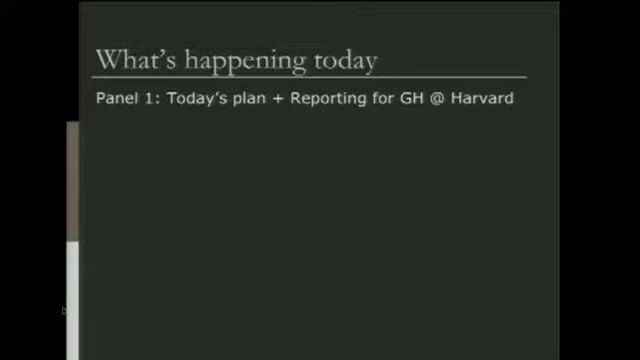 What's happening today
Panel 1: Today's plan + Reporting for GH @ Harvard